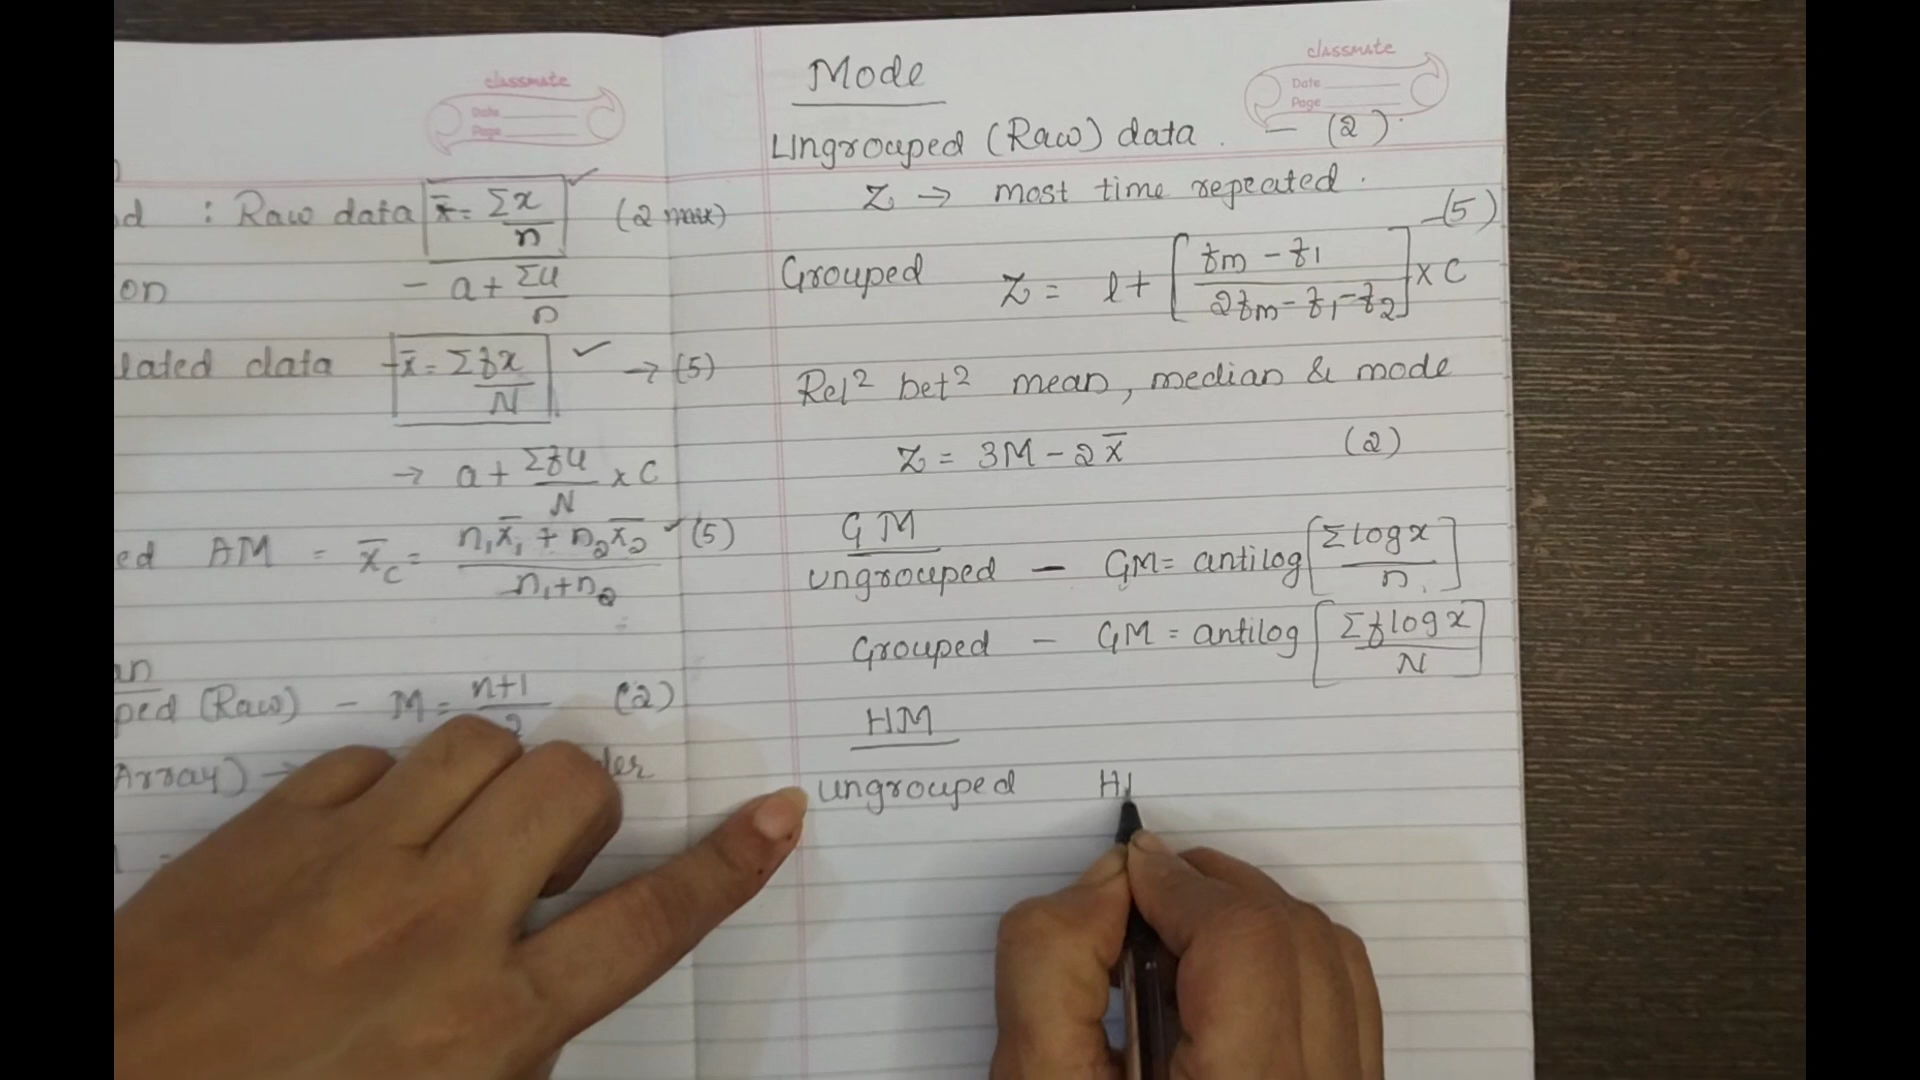 classmate
Date
Page
d : Raw data x̄ = Σx/n ✓ (2 max)
on - a + Σu/n
lated data x̄ = Σfx/N ✓ → (5)
→ a + Σfu/N × C
ed AM = x̄c = n₁x̄₁ + n₂x̄₂ / n₁+n₂ ✓ (5)
an
ped (Raw) - M = n+1/2 (2)
Array) →
classmate
Date
Page
Mode
Ungrouped (Raw) data. - (2)
Z → most time repeated.
Grouped Z = l + [fm - f1 / 2fm - f1 - f2] × C -(5)
Rel² bet² mean, median & mode
Z = 3M - 2x̄ (2)
GM
ungrouped - GM = antilog [Σ log x / n]
Grouped - GM = antilog [Σ f log x / N]
HM
ungrouped